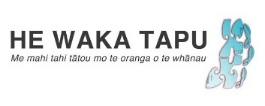 HE WAKA TAPU
Me mahi tahi tātou mo te oranga o te whānau